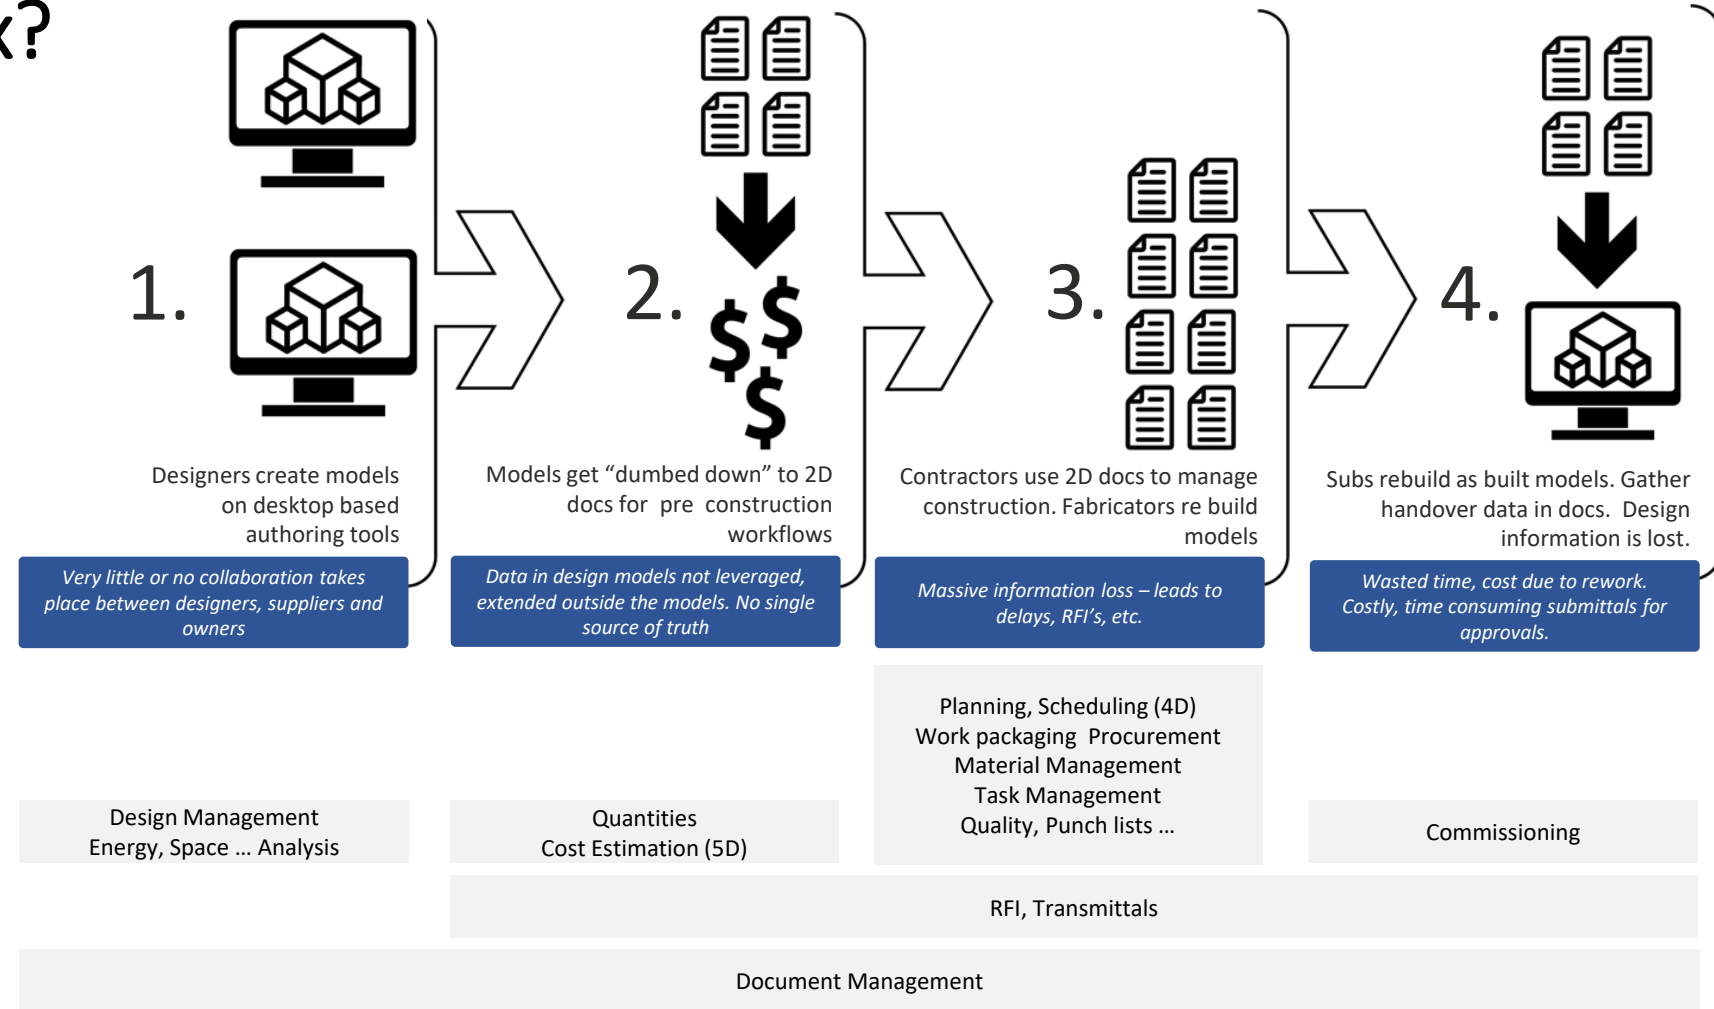 x?
1.
Designers create models
on desktop based
authoring tools
Very little or no collaboration takes
place between designers, suppliers and
owners
2.
$ $
$
Models get “dumbed down” to 2D
docs for pre construction
workflows
Data in design models not leveraged,
extended outside the models. No single
source of truth
3.
Contractors use 2D docs to manage
construction. Fabricators re build
models
Massive information loss – leads to
delays, RFI’s, etc.
4.
Subs rebuild as built models. Gather
handover data in docs. Design
information is lost.
Wasted time, cost due to rework.
Costly, time consuming submittals for
approvals.
Design Management
Energy, Space ... Analysis
Quantities
Cost Estimation (5D)
Planning, Scheduling (4D)
Work packaging Procurement
Material Management
Task Management
Quality, Punch lists ...
Commissioning
RFI, Transmittals
Document Management